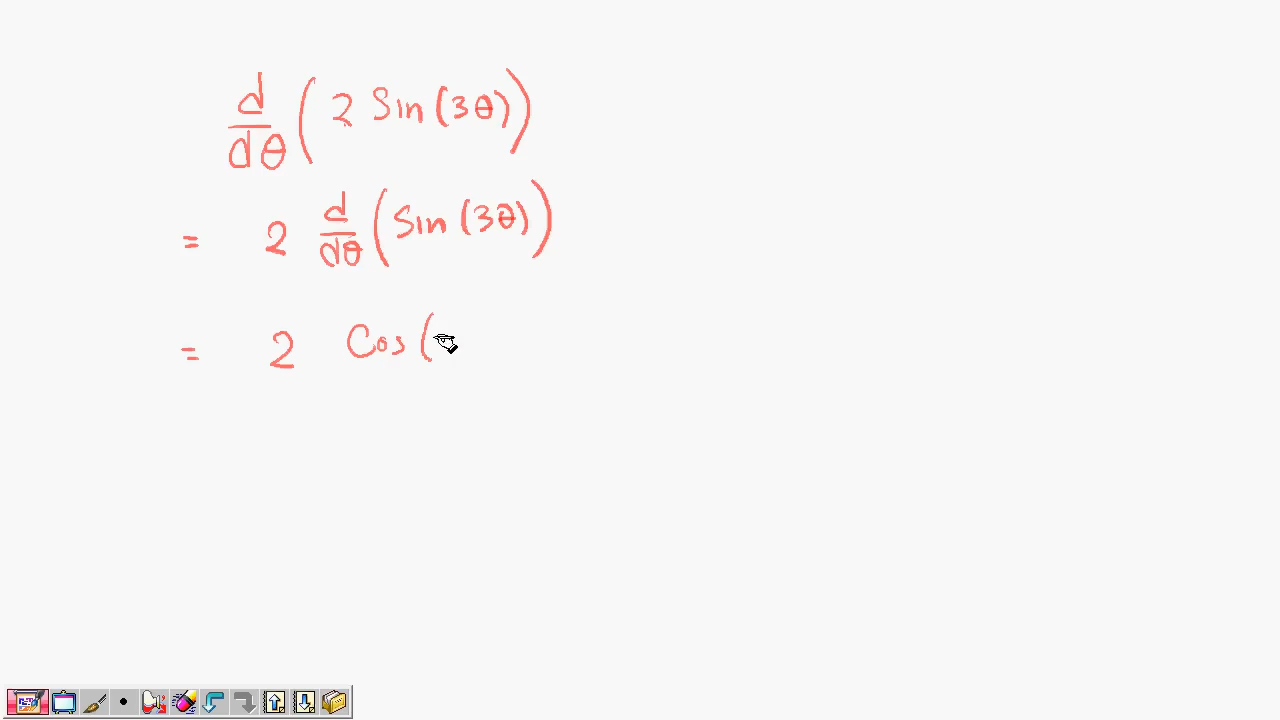 d/dθ ( 2 Sin (3θ) )
= 2 d/dθ ( Sin (3θ) )
= 2 Cos (